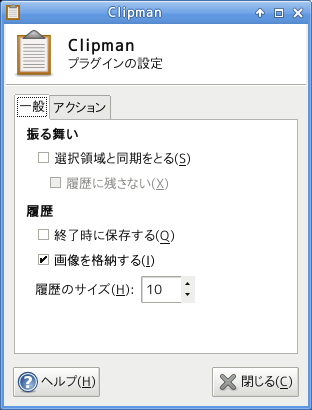 Clipman
Clipman
プラグインの設定
一般 アクション
振る舞い
選択領域と同期をとる(S)
履歴に残さない(X)
履歴
終了時に保存する(Q)
画像を格納する(I)
履歴のサイズ(H): 10
ヘルプ(H) 閉じる(C)